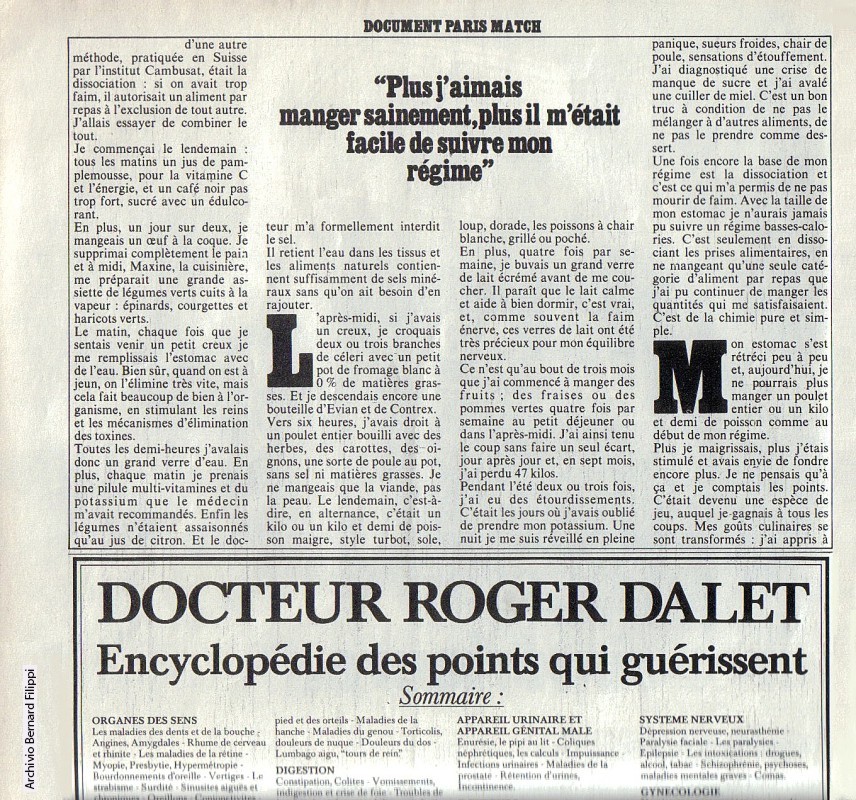 DOCUMENT PARIS MATCH
d'une autre
méthode, pratiquée en Suisse
par l'institut Cambusat, était la
dissociation : si on avait trop
faim, il autorisait un aliment par
repas à l'exclusion de tout autre.
J'allais essayer de combiner le
tout.
Je commençai le lendemain :
tous les matins un jus de pam-
plemousse, pour la vitamine C
et l'énergie, et un café noir pas
trop fort, sucré avec un édulco-
rant.
En plus, un jour sur deux, je
mangeais un œuf à la coque. Je
supprimai complètement le pain
et à midi, Maxine, la cuisinière,
me préparait une grande as-
siette de légumes verts cuits à la
vapeur : épinards, courgettes et
haricots verts.
Le matin, chaque fois que je
sentais venir un petit creux je
me remplissais l'estomac avec
de l'eau. Bien sûr, quand on est à
jeun, on l'élimine très vite, mais
cela fait beaucoup de bien à l'or-
ganisme, en stimulant les reins
et les mécanismes d'élimination
des toxines.
Toutes les demi-heures j'avalais
donc un grand verre d'eau. En
plus, chaque matin je prenais
une pilule multi-vitamines et du
potassium que le médecin
m'avait recommandés. Enfin les
légumes n'étaient assaisonnés
qu'au jus de citron. Et le doc-
“Plus j'aimais
manger sainement, plus il m'était
facile de suivre mon
régime”
teur m'a formellement interdit
le sel.
Il retient l'eau dans les tissus et
les aliments naturels contien-
nent suffisamment de sels miné-
raux sans qu'on ait besoin d'en
rajouter.
L'après-midi, si j'avais
un creux, je croquais
deux ou trois branches
de céleri avec un petit
pot de fromage blanc à
0 % de matières gras-
ses. Et je descendais encore une
bouteille d'Evian et de Contrex.
Vers six heures, j'avais droit à
un poulet entier bouilli avec des
herbes, des carottes, des oi-
gnons, une sorte de poule au pot,
sans sel ni matières grasses. Je
ne mangeais que la viande, pas
la peau. Le lendemain, c'est-à-
dire, en alternance, c'était un
kilo ou un kilo et demi de pois-
son maigre, style turbot, sole,
loup, dorade, les poissons à chair
blanche, grillé ou poché.
En plus, quatre fois par se-
maine, je buvais un grand verre
de lait écrémé avant de me cou-
cher. Il paraît que le lait calme
et aide à bien dormir, c'est vrai,
et, comme souvent la faim
énerve, ces verres de lait ont été
très précieux pour mon équilibre
nerveux.
Ce n'est qu'au bout de trois mois
que j'ai commencé à manger des
fruits ; des fraises ou des
pommes vertes quatre fois par
semaine au petit déjeuner ou
dans l'après-midi. J'ai ainsi tenu
le coup sans faire un seul écart,
jour après jour et, en sept mois,
j'ai perdu 47 kilos.
Pendant l'été deux ou trois fois,
j'ai eu des étourdissements.
C'était les jours où j'avais oublié
de prendre mon potassium. Une
nuit je me suis réveillé en pleine
panique, sueurs froides, chair de
poule, sensations d'étouffement.
J'ai diagnostiqué une crise de
manque de sucre et j'ai avalé
une cuiller de miel. C'est un bon
truc à condition de ne pas le
mélanger à d'autres aliments, de
ne pas le prendre comme des-
sert.
Une fois encore la base de mon
régime est la dissociation et
c'est ce qui m'a permis de ne pas
mourir de faim. Avec la taille de
mon estomac je n'aurais jamais
pu suivre un régime basses-calo-
ries. C'est seulement en disso-
ciant les prises alimentaires, en
ne mangeant qu'une seule caté-
gorie d'aliment par repas que
j'ai pu continuer de manger les
quantités qui me satisfaisaient.
C'est de la chimie pure et sim-
ple.
Mon estomac s'est
rétréci peu à peu
et, aujourd'hui, je
ne pourrais plus
manger un poulet
entier ou un kilo
et demi de poisson comme au
début de mon régime.
Plus je maigrissais, plus j'étais
stimulé et avais envie de fondre
encore plus. Je ne pensais qu'à
ça et je comptais les points.
C'était devenu une espèce de
jeu, auquel je gagnais à tous les
coups. Mes goûts culinaires se
sont transformés : j'ai appris à
DOCTEUR ROGER DALET
Encyclopédie des points qui guérissent
Sommaire :
ORGANES DES SENS
Les maladies des dents et de la bouche -
Angines, Amygdales - Rhume de cerveau
et rhinite - Les maladies de la rétine -
Myopie, Presbytie, Hypermétropie -
Bourdonnements d'oreille - Vertiges - Le
strabisme - Surdité - Sinusites aiguës et
chroniques - Oreillons - Conjonctivites
pied et des orteils - Maladies de la
hanche - Maladies du genou - Torticolis,
douleurs de nuque - Douleurs du dos -
Lumbago aigu, "tours de rein"
DIGESTION
Constipation, Colites - Vomissements,
indigestion et crise de foie - Troubles de
APPAREIL URINAIRE ET
APPAREIL GÉNITAL MALE
Enurésie, le pipi au lit - Coliques
néphrétiques, les calculs - Impuissance -
Infections urinaires - Maladies de la
prostate - Rétention d'urines,
Incontinence.
SYSTEME NERVEUX
Dépression nerveuse, neurasthénie -
Paralysie faciale - Les paralysies -
Epilepsie - Les intoxications : drogues,
alcool, tabac - Schizophrénie, psychoses,
maladies mentales graves - Comas.
GYNECOLOGIE
Archivio Bernard Filippi